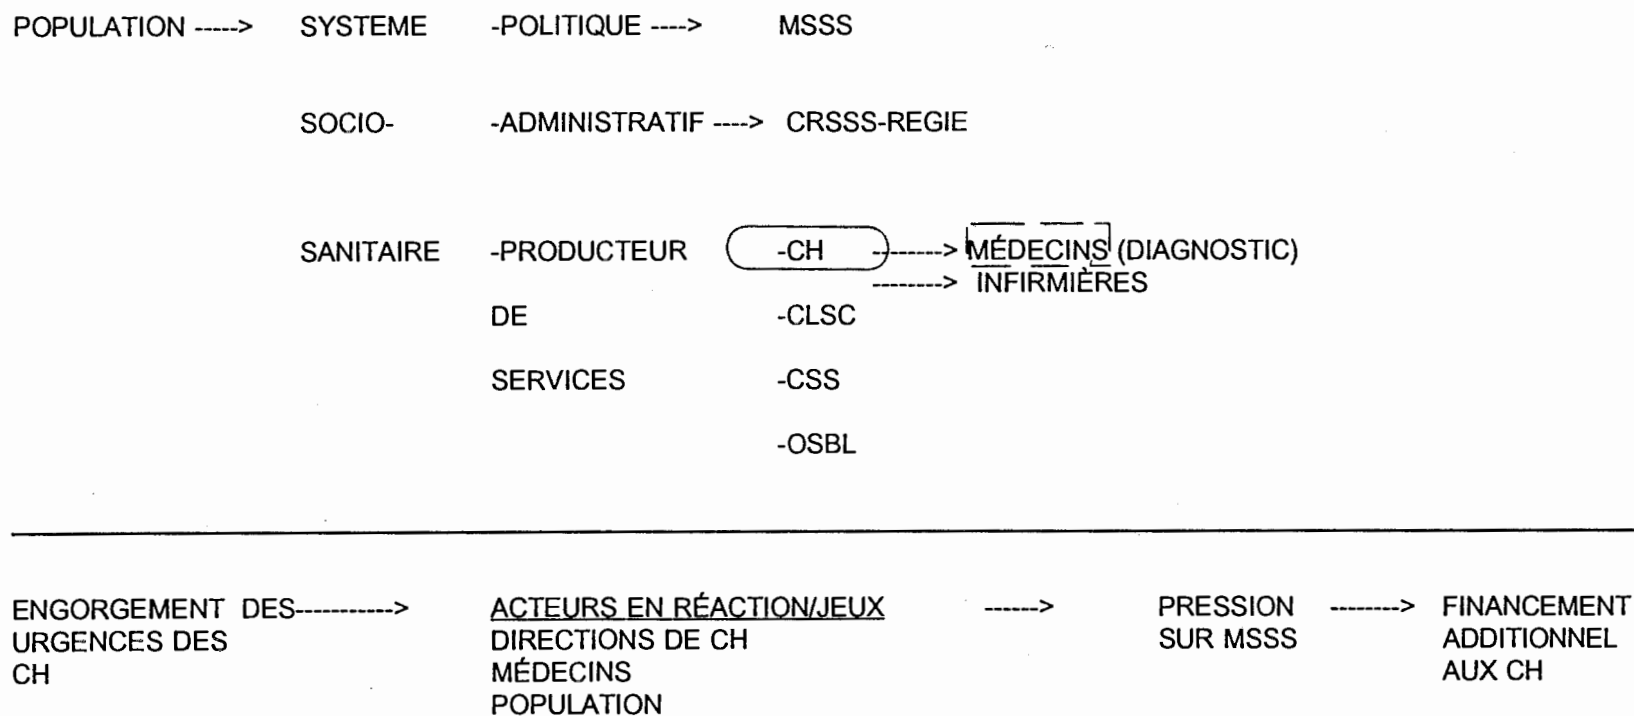 POPULATION -----> SYSTEME -POLITIQUE ----> MSSS
SOCIO- -ADMINISTRATIF ----> CRSSS-REGIE
SANITAIRE -PRODUCTEUR -CH --------> MÉDECINS (DIAGNOSTIC)
--------> INFIRMIÈRES
DE -CLSC
SERVICES -CSS
-OSBL
ENGORGEMENT DES-----------> ACTEURS EN RÉACTION/JEUX ------> PRESSION --------> FINANCEMENT
URGENCES DES DIRECTIONS DE CH SUR MSSS ADDITIONNEL
CH MÉDECINS AUX CH
POPULATION